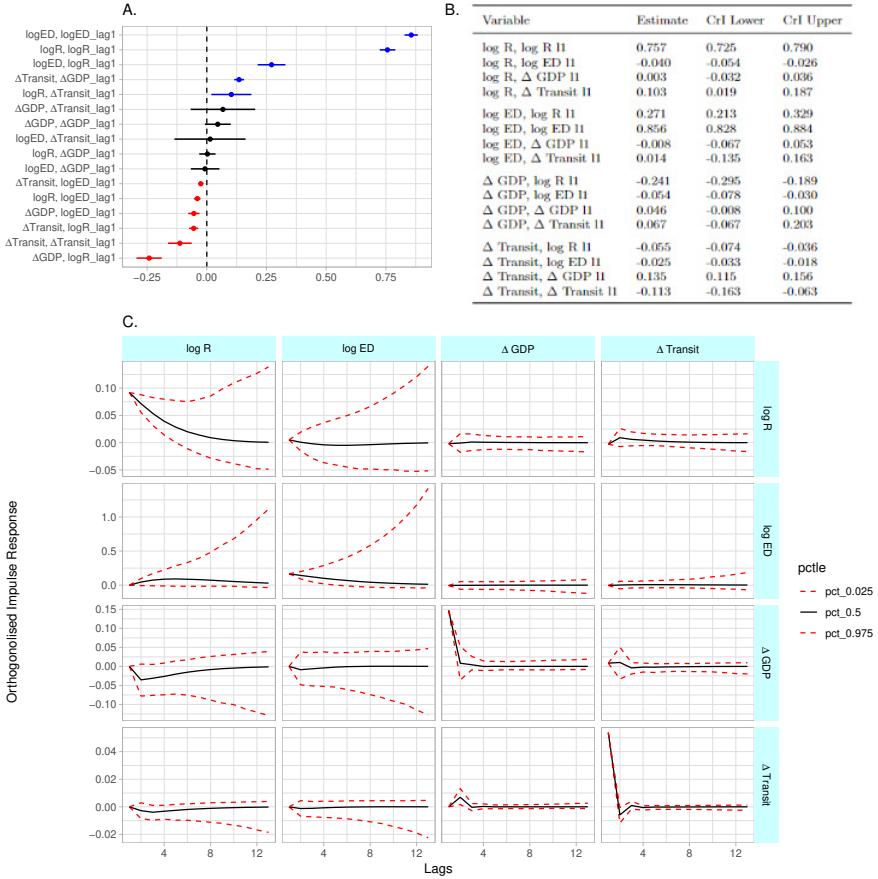 A.
logED, logED_lag1
logR, logR_lag1
logED, logR_lag1
ΔTransit, ΔGDP_lag1
logR, ΔTransit_lag1
ΔGDP, ΔTransit_lag1
ΔGDP, ΔGDP_lag1
logED, ΔTransit_lag1
logR, ΔGDP_lag1
logED, ΔGDP_lag1
ΔTransit, logED_lag1
logR, logED_lag1
ΔGDP, logED_lag1
ΔTransit, logR_lag1
ΔTransit, ΔTransit_lag1
ΔGDP, logR_lag1
-0.25 0.00 0.25 0.50 0.75
B.
Variable Estimate CrI Lower CrI Upper
log R, log R l1 0.757 0.725 0.790
log R, log ED l1 -0.040 -0.054 -0.026
log R, Δ GDP l1 0.003 -0.032 0.036
log R, Δ Transit l1 0.103 0.019 0.187
log ED, log R l1 0.271 0.213 0.329
log ED, log ED l1 0.856 0.828 0.884
log ED, Δ GDP l1 -0.008 -0.067 0.053
log ED, Δ Transit l1 0.014 -0.135 0.163
Δ GDP, log R l1 -0.241 -0.295 -0.189
Δ GDP, log ED l1 -0.054 -0.078 -0.030
Δ GDP, Δ GDP l1 0.046 -0.008 0.100
Δ GDP, Δ Transit l1 0.067 -0.067 0.203
Δ Transit, log R l1 -0.055 -0.074 -0.036
Δ Transit, log ED l1 -0.025 -0.033 -0.018
Δ Transit, Δ GDP l1 0.135 0.115 0.156
Δ Transit, Δ Transit l1 -0.113 -0.163 -0.063
C.
log R log ED Δ GDP Δ Transit
0.10
0.05
0.00
-0.05
log R
1.0
0.5
0.0
log ED
0.15
0.10
0.05
0.00
-0.05
-0.10
Δ GDP
0.04
0.02
0.00
-0.02
Δ Transit
4 8 12 4 8 12 4 8 12 4 8 12
Lags
Orthogonolised Impulse Response
pctle
pct_0.025
pct_0.5
pct_0.975